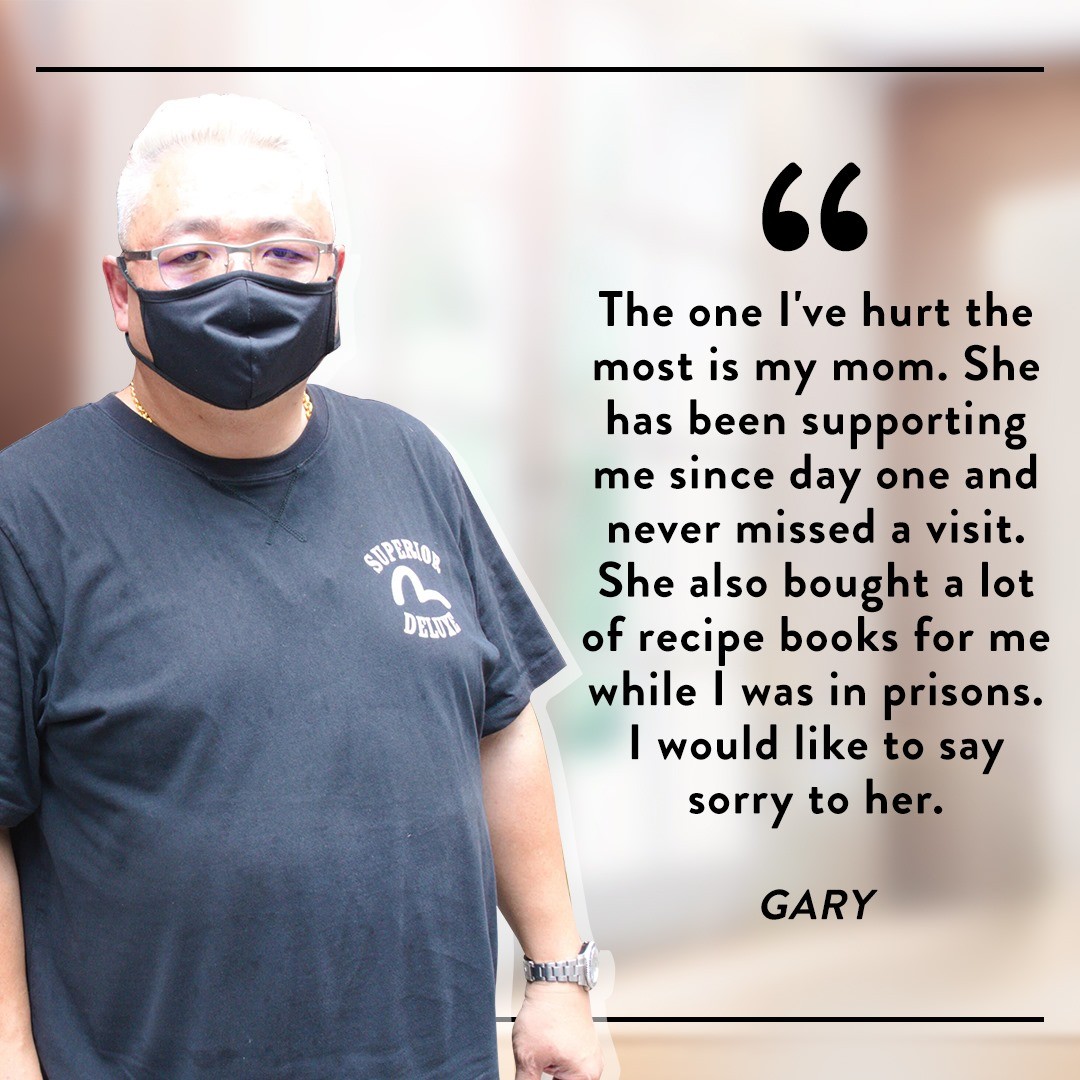 “
The one I've hurt the
most is my mom. She
has been supporting
me since day one and
never missed a visit.
She also bought a lot
of recipe books for me
while I was in prisons.
I would like to say
sorry to her.
GARY
SUPERIOR
DELUXE